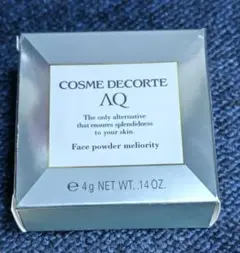 COSME DECORTE
AQ
The only alternative
that ensures splendidness
to your skin.
Face powder meliority
℮ 4g NET WT. .14 OZ.